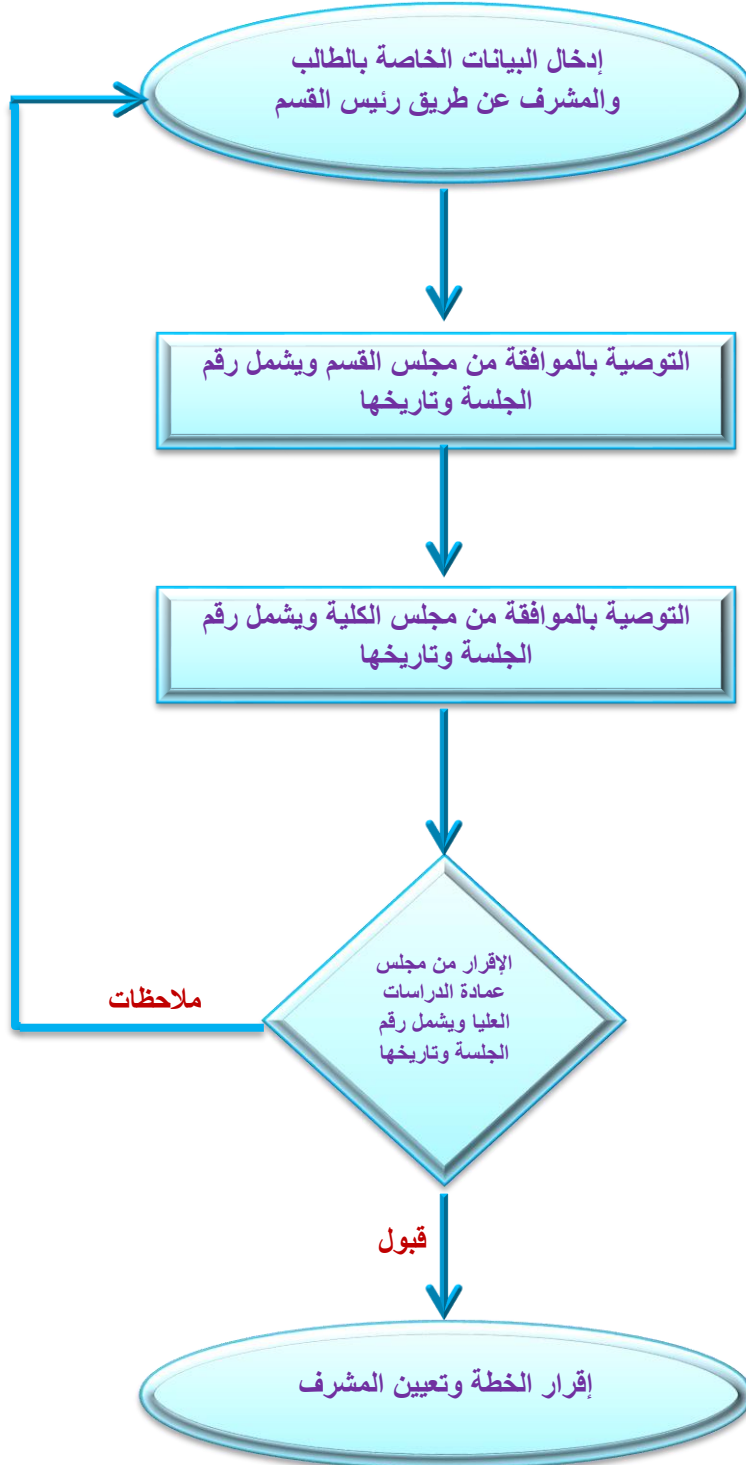 إدخال البيانات الخاصة بالطالب
والمشرف عن طريق رئيس القسم
التوصية بالموافقة من مجلس القسم ويشمل رقم
الجلسة وتاريخها
التوصية بالموافقة من مجلس الكلية ويشمل رقم
الجلسة وتاريخها
الإقرار من مجلس
عمادة الدراسات
العليا ويشمل رقم
الجلسة وتاريخها
ملاحظات
قبول
إقرار الخطة وتعيين المشرف